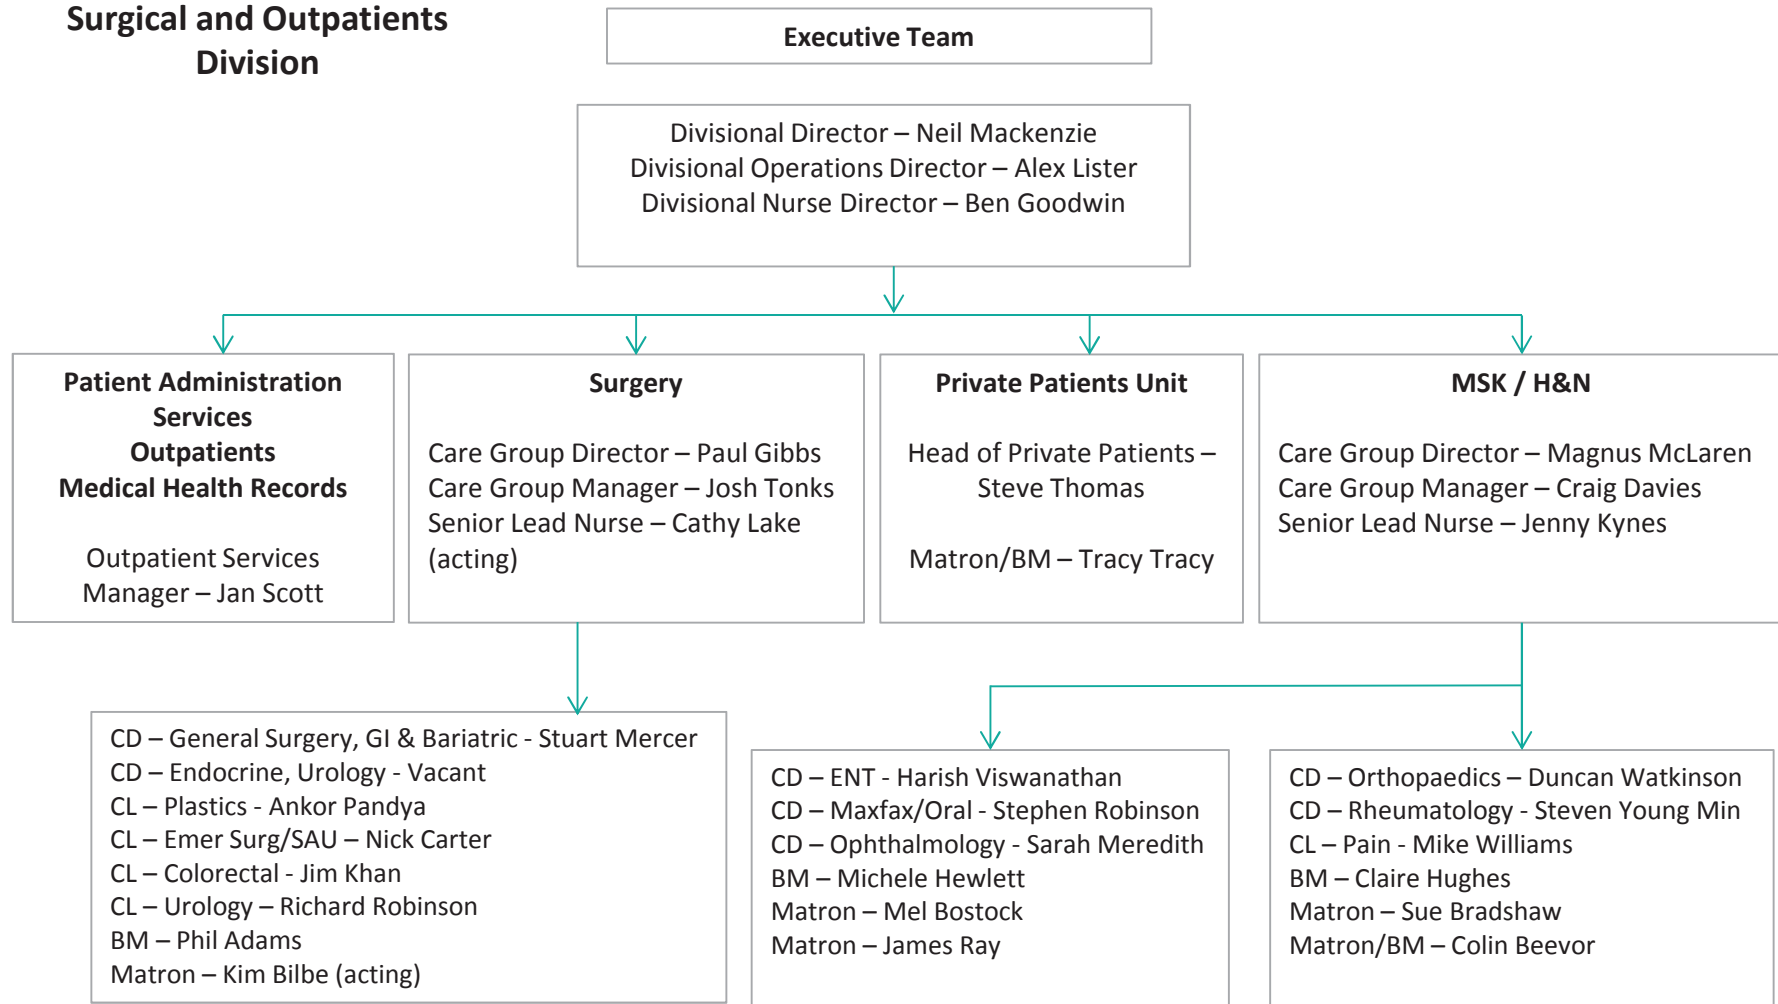 Surgical and Outpatients
Division
Executive Team
Divisional Director – Neil Mackenzie
Divisional Operations Director – Alex Lister
Divisional Nurse Director – Ben Goodwin
Patient Administration
Services
Outpatients
Medical Health Records
Outpatient Services
Manager – Jan Scott
Surgery
Care Group Director – Paul Gibbs
Care Group Manager – Josh Tonks
Senior Lead Nurse – Cathy Lake
(acting)
Private Patients Unit
Head of Private Patients –
Steve Thomas
Matron/BM – Tracy Tracy
MSK / H&N
Care Group Director – Magnus McLaren
Care Group Manager – Craig Davies
Senior Lead Nurse – Jenny Kynes
CD – General Surgery, GI & Bariatric - Stuart Mercer
CD – Endocrine, Urology - Vacant
CL – Plastics - Ankor Pandya
CL – Emer Surg/SAU – Nick Carter
CL – Colorectal - Jim Khan
CL – Urology – Richard Robinson
BM – Phil Adams
Matron – Kim Bilbe (acting)
CD – ENT - Harish Viswanathan
CD – Maxfax/Oral - Stephen Robinson
CD – Ophthalmology - Sarah Meredith
BM – Michele Hewlett
Matron – Mel Bostock
Matron – James Ray
CD – Orthopaedics – Duncan Watkinson
CD – Rheumatology - Steven Young Min
CL – Pain - Mike Williams
BM – Claire Hughes
Matron – Sue Bradshaw
Matron/BM – Colin Beevor